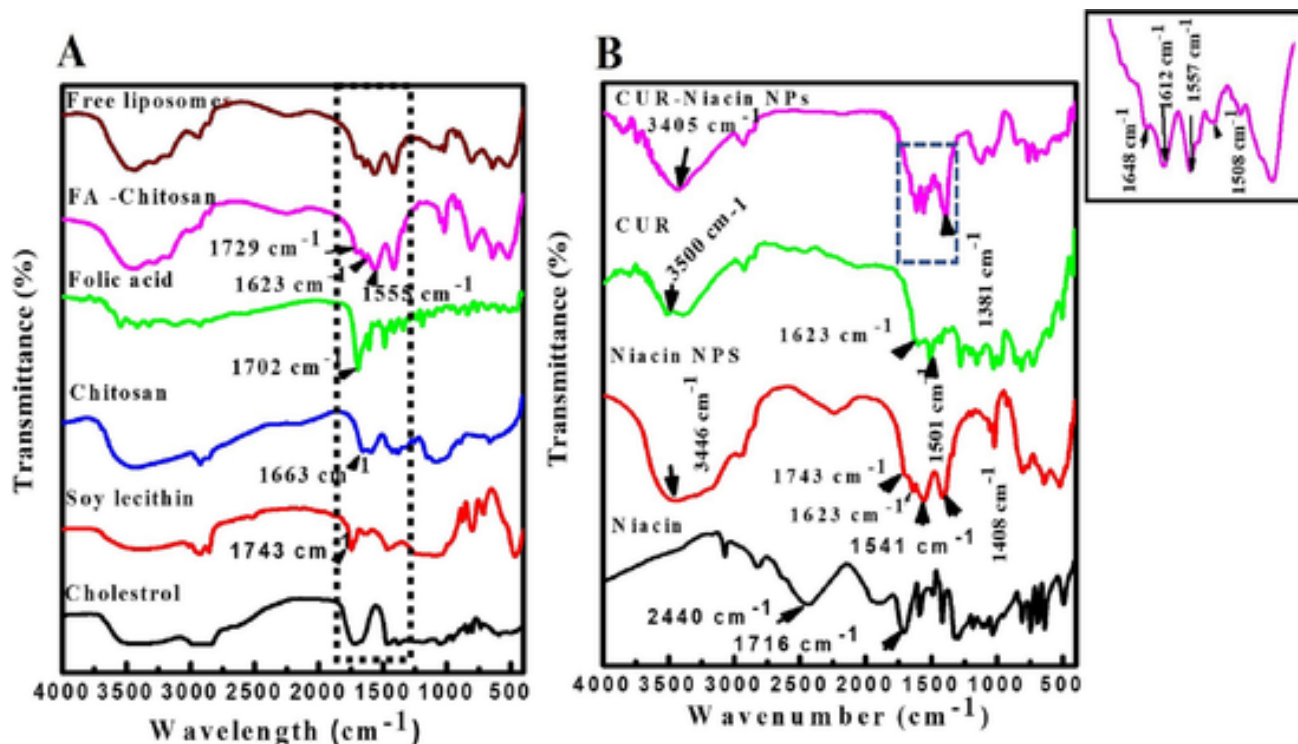 A
Transmittance (%)
Free liposomes
FA -Chitosan
1729 cm-1
1623 cm-1
1555 cm-1
Folic acid
1702 cm-
Chitosan
1663 cm-1
Soy lecithin
1743 cm
Cholestrol
4000 3500 3000 2500 2000 1500 1000 500
Wavelength (cm-1)
B
Transmittance (%)
CUR-Niacin NPs
3405 cm-1
1381 cm-1
CUR
3500 cm-1
1623 cm-1
1501 cm-1
Niacin NPS
3446 cm-1
1743 cm-1
1623 cm-1
1541 cm-1
1408 cm-1
Niacin
2440 cm-1
1716 cm-1
4000 3500 3000 2500 2000 1500 1000 500
Wavenumber (cm-1)
1648 cm-1
1612 cm-1
1557 cm-1
1508 cm-1